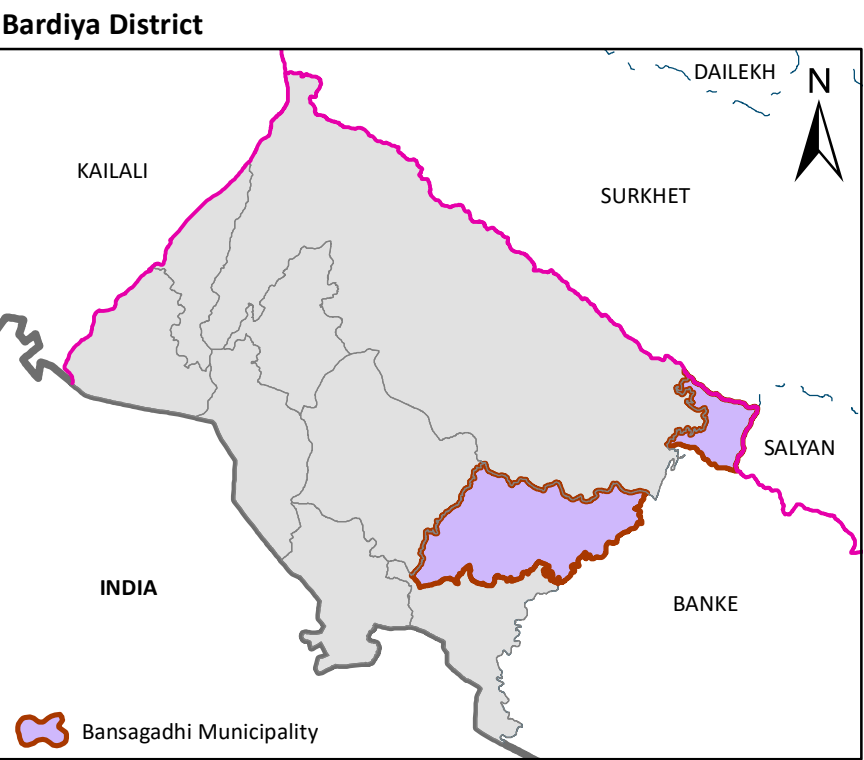 Bardiya District
DAILEKH
N
KAILALI
SURKHET
SALYAN
INDIA
BANKE
Bansagadhi Municipality